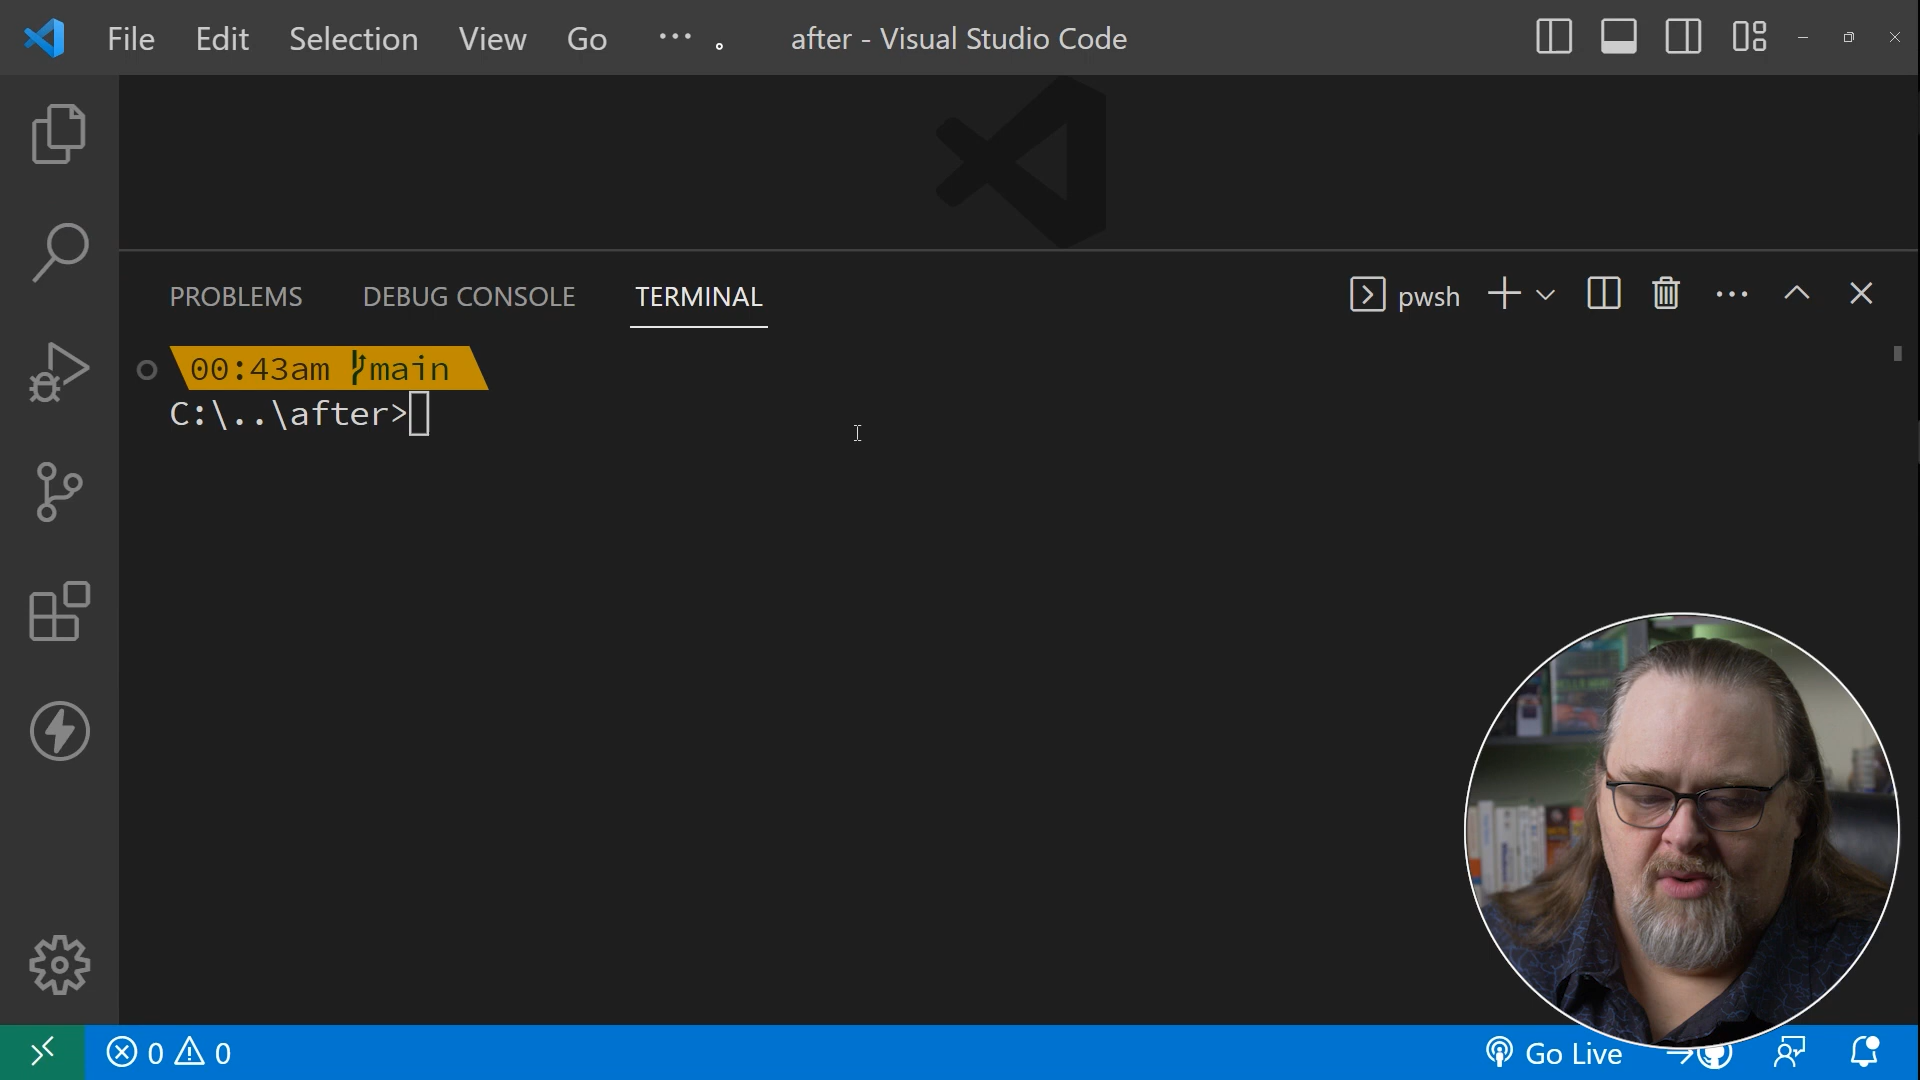 File Edit Selection View Go ··· after - Visual Studio Code
PROBLEMS DEBUG CONSOLE TERMINAL pwsh
00:43am main
C:\..\after>
0 0 Go Live